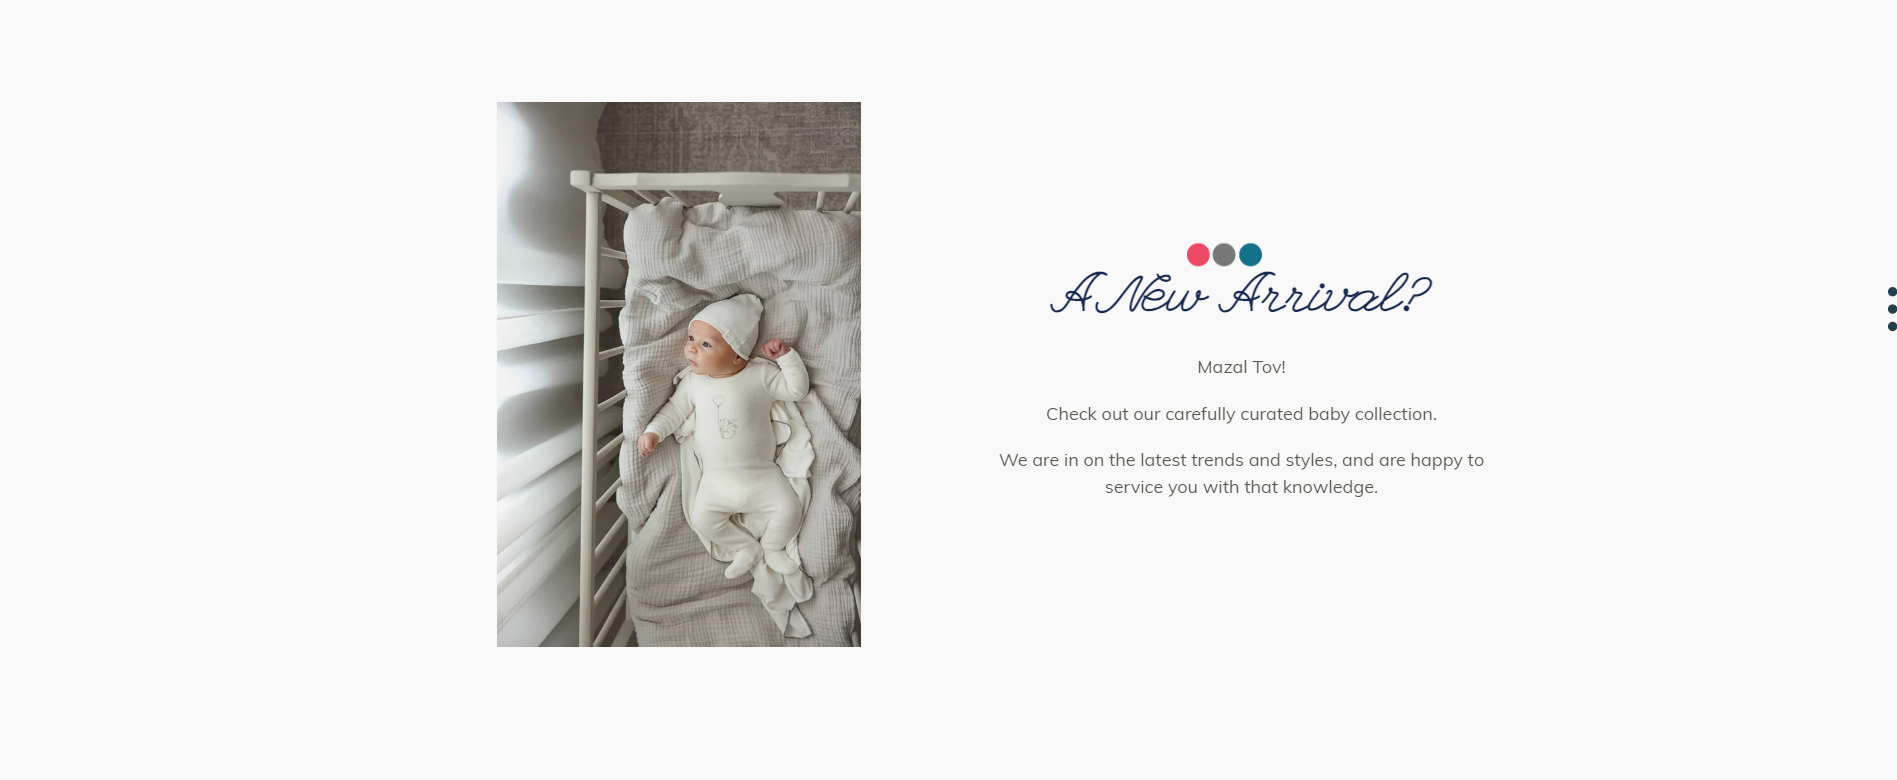 A New Arrival?
Mazal Tov!
Check out our carefully curated baby collection.
We are in on the latest trends and styles, and are happy to
service you with that knowledge.